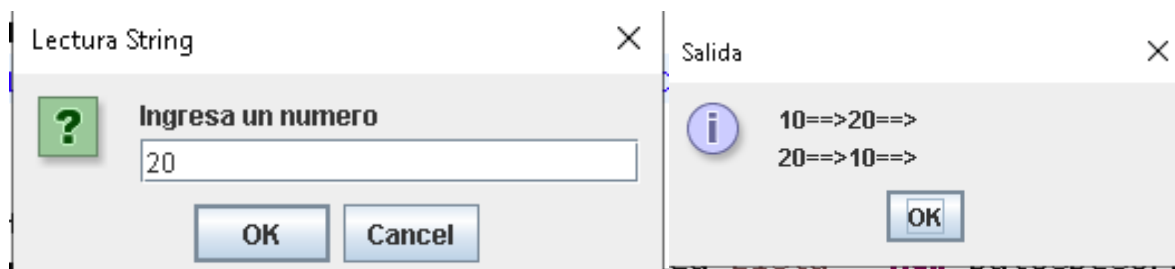 Lectura String
Ingresa un numero
20
OK
Cancel
Salida
10==>20==>
20==>10==>
OK